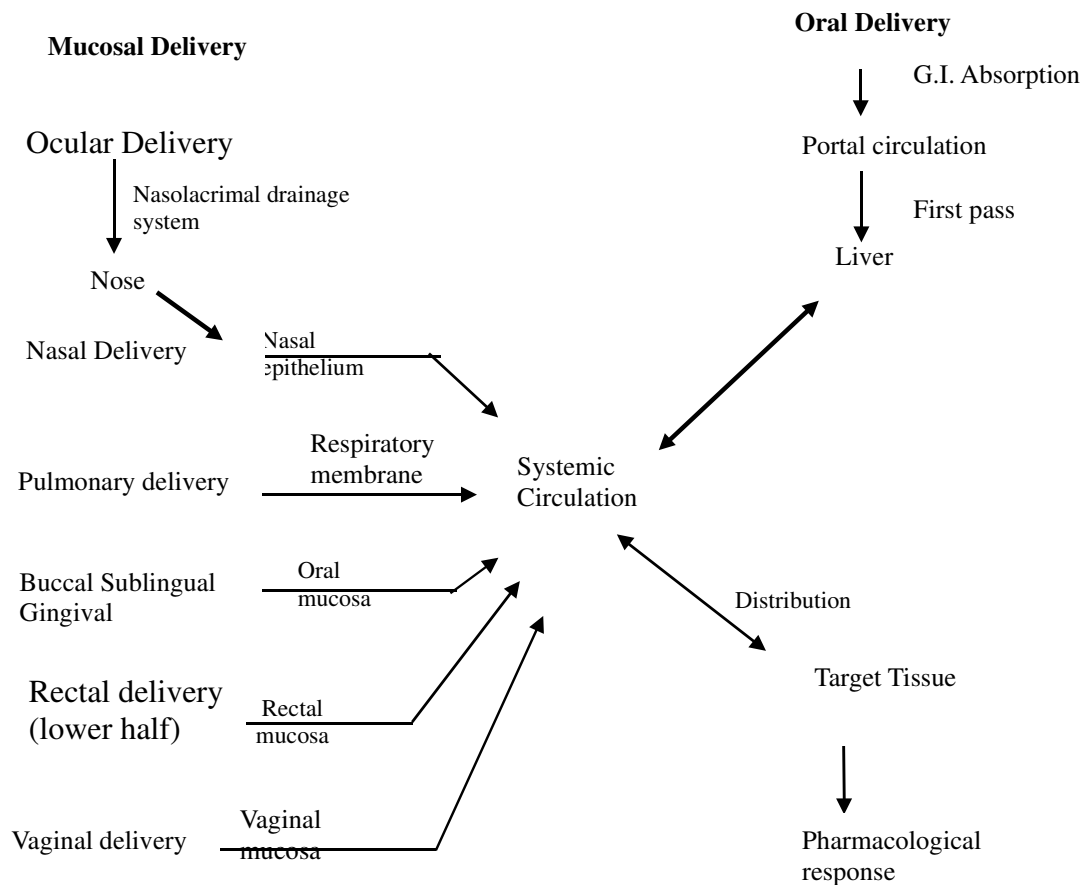 Mucosal Delivery
Ocular Delivery
Nasolacrimal drainage
system
Nose
Nasal Delivery
Nasal
epithelium
Pulmonary delivery
Respiratory
membrane
Buccal Sublingual
Gingival
Oral
mucosa
Rectal delivery
(lower half)
Rectal
mucosa
Vaginal delivery
Vaginal
mucosa
Systemic
Circulation
Oral Delivery
G.I. Absorption
Portal circulation
First pass
Liver
Distribution
Target Tissue
Pharmacological
response